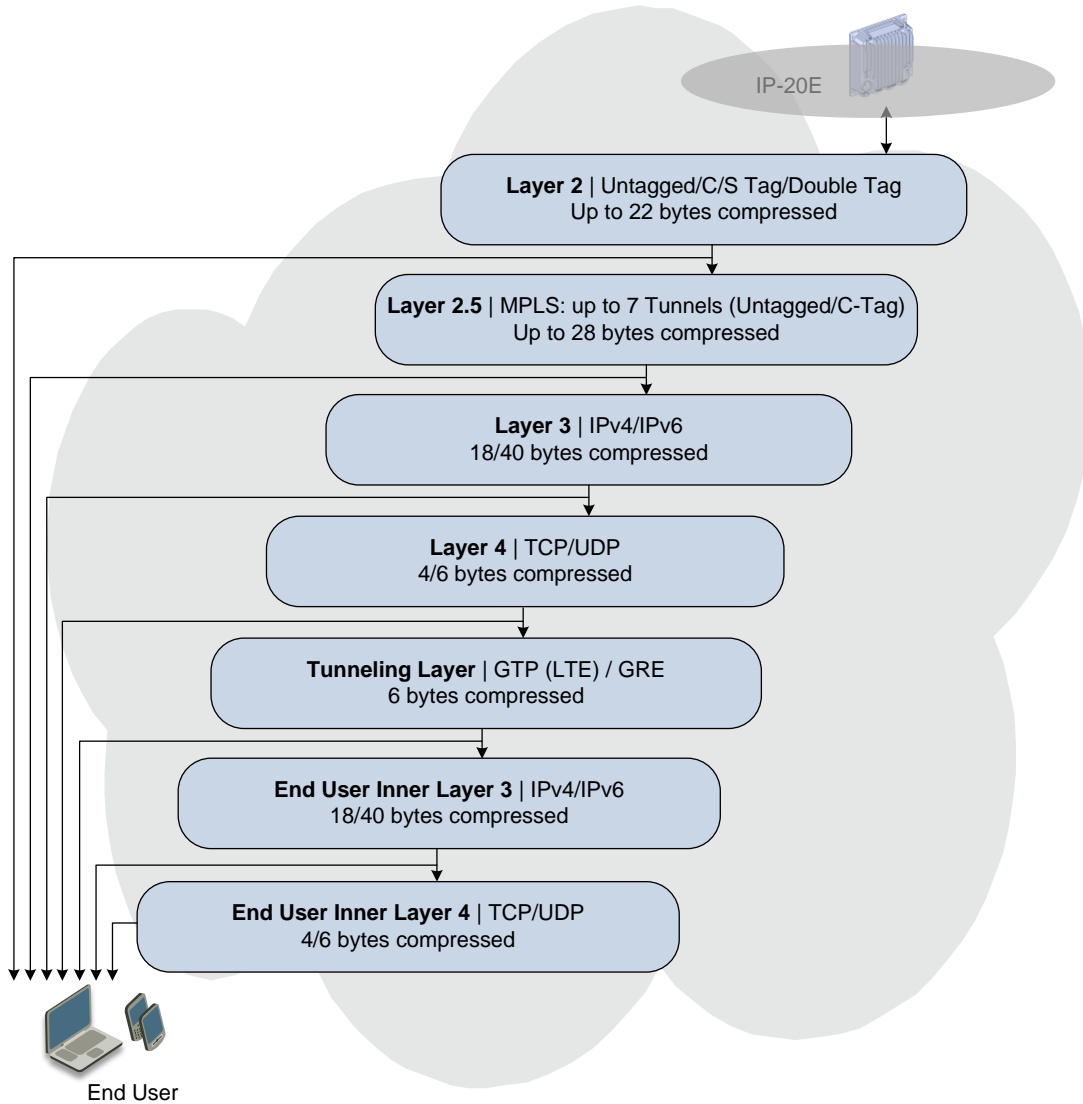 IP-20E
Layer 2 | Untagged/C/S Tag/Double Tag
Up to 22 bytes compressed
Layer 2.5 | MPLS: up to 7 Tunnels (Untagged/C-Tag)
Up to 28 bytes compressed
Layer 3 | IPv4/IPv6
18/40 bytes compressed
Layer 4 | TCP/UDP
4/6 bytes compressed
Tunneling Layer | GTP (LTE) / GRE
6 bytes compressed
End User Inner Layer 3 | IPv4/IPv6
18/40 bytes compressed
End User Inner Layer 4 | TCP/UDP
4/6 bytes compressed
End User